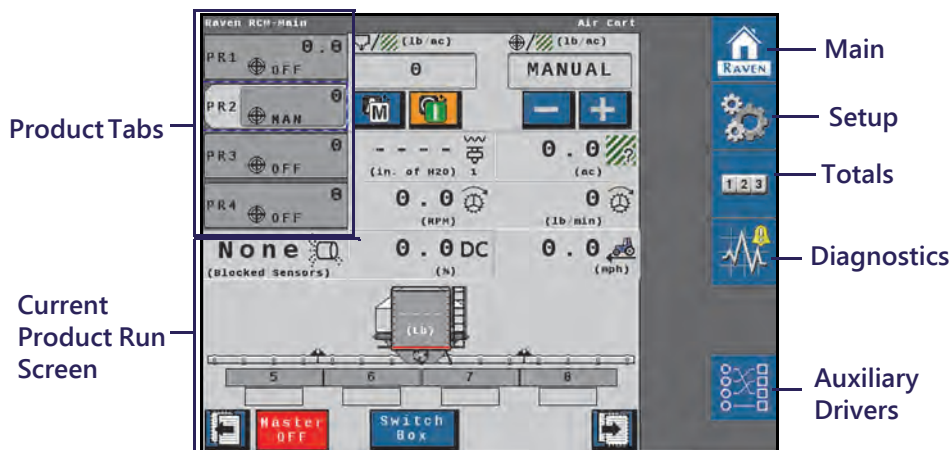 Raven RCM-Main
Air Cart
PR1
0.0
OFF
(lb/ac)
0
(lb/ac)
MANUAL
RAVEN
Main
PR2
0
MAN
M
Product Tabs
Setup
PR3
0
OFF
- - - -
(in. of H2O) 1
0.0
?
(ac)
1 2 3
Totals
PR4
0
OFF
0.0
(RPM)
0
(lb/min)
None
(Blocked Sensors)
0.0 DC
(%)
0.0
(mph)
Diagnostics
Current
Product Run
Screen
(Lb)
5
6
7
8
Auxiliary
Drivers
Master
OFF
Switch
Box